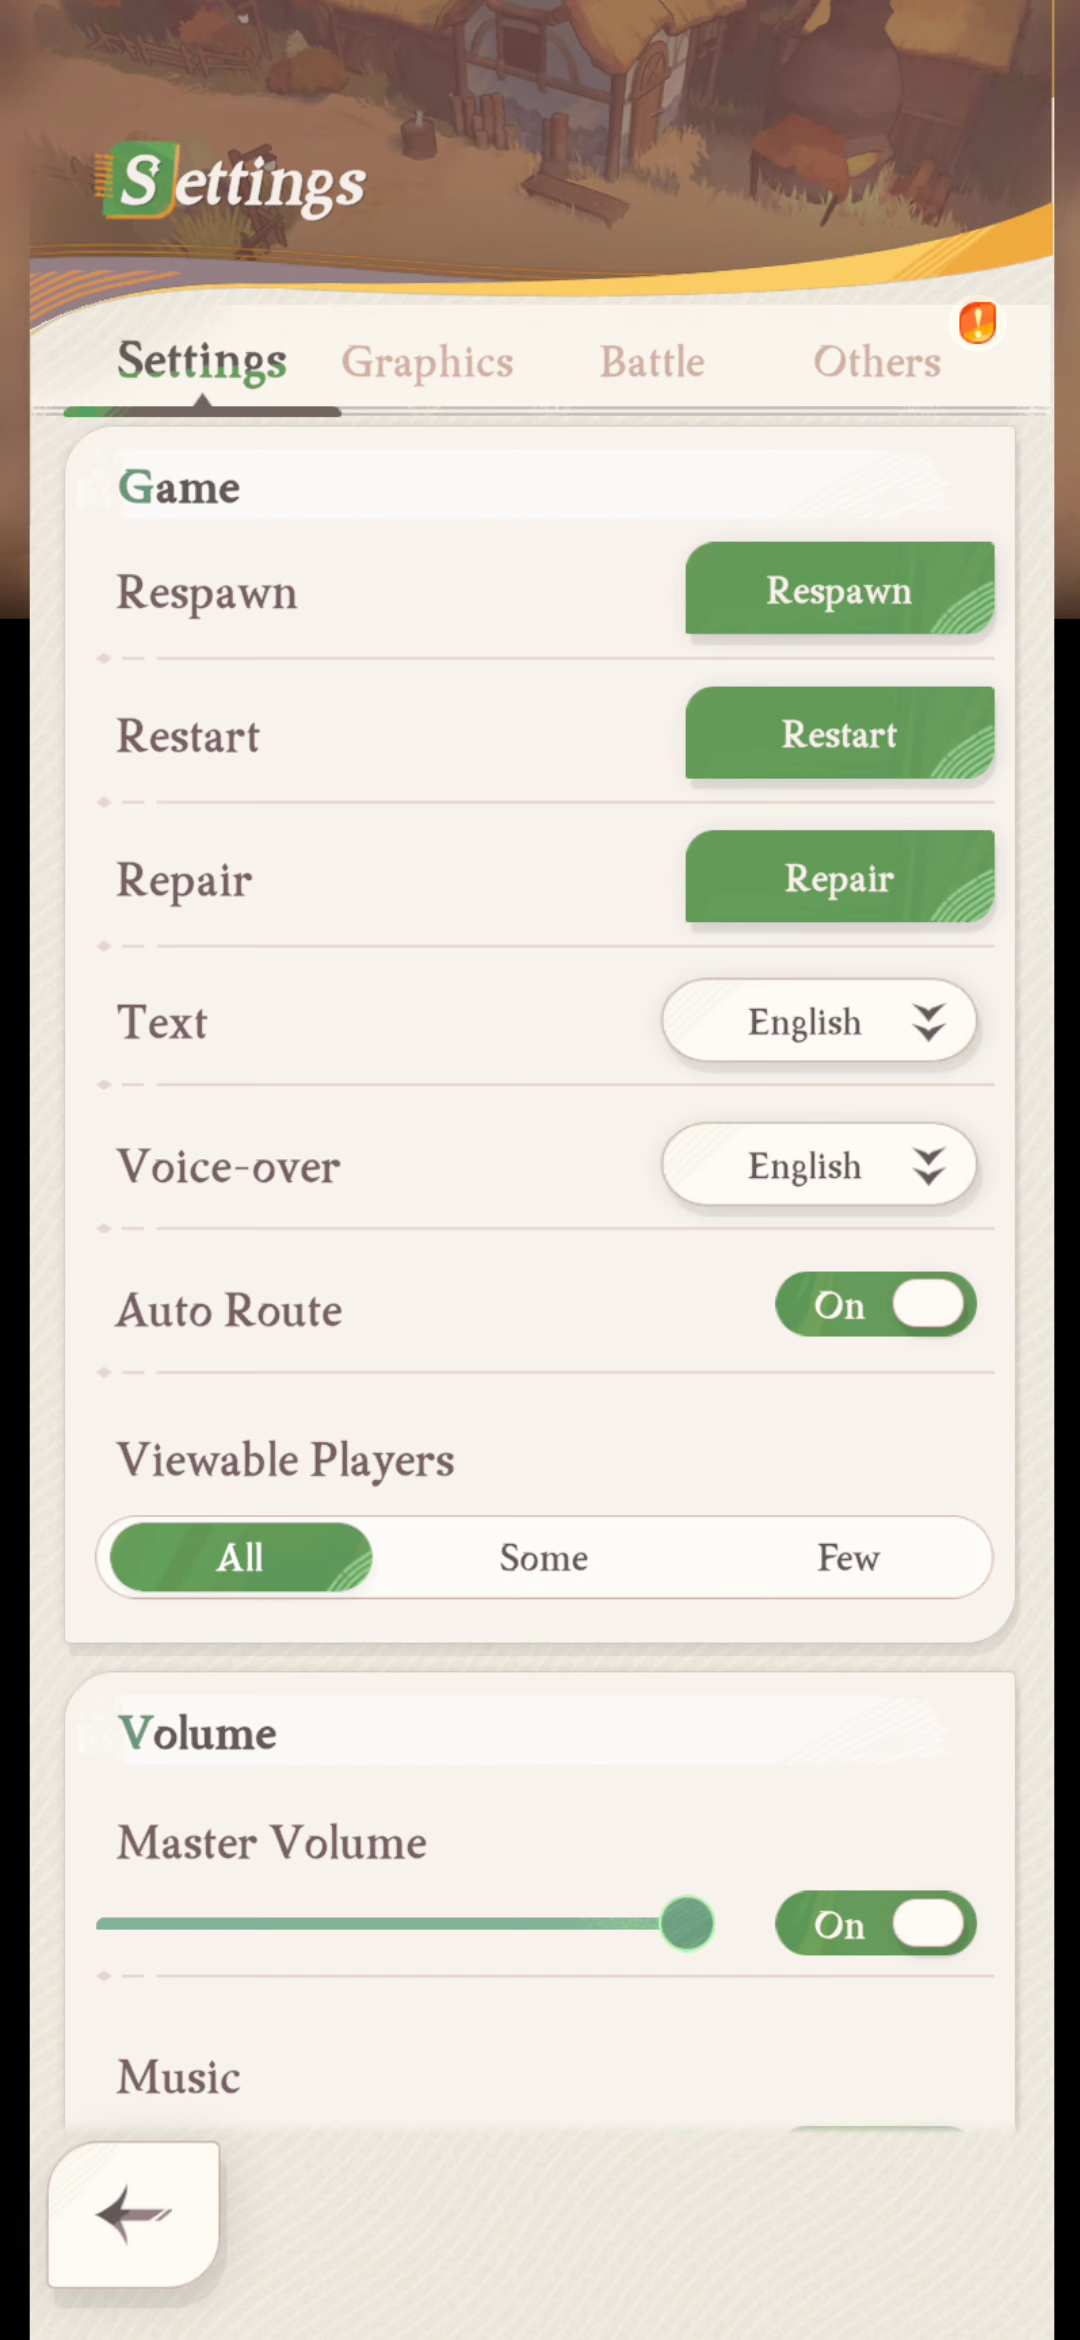 Settings
Settings Graphics Battle Others
Game
Respawn Respawn
Restart Restart
Repair Repair
Text English
Voice-over English
Auto Route On
Viewable Players
All Some Few
Volume
Master Volume
On
Music